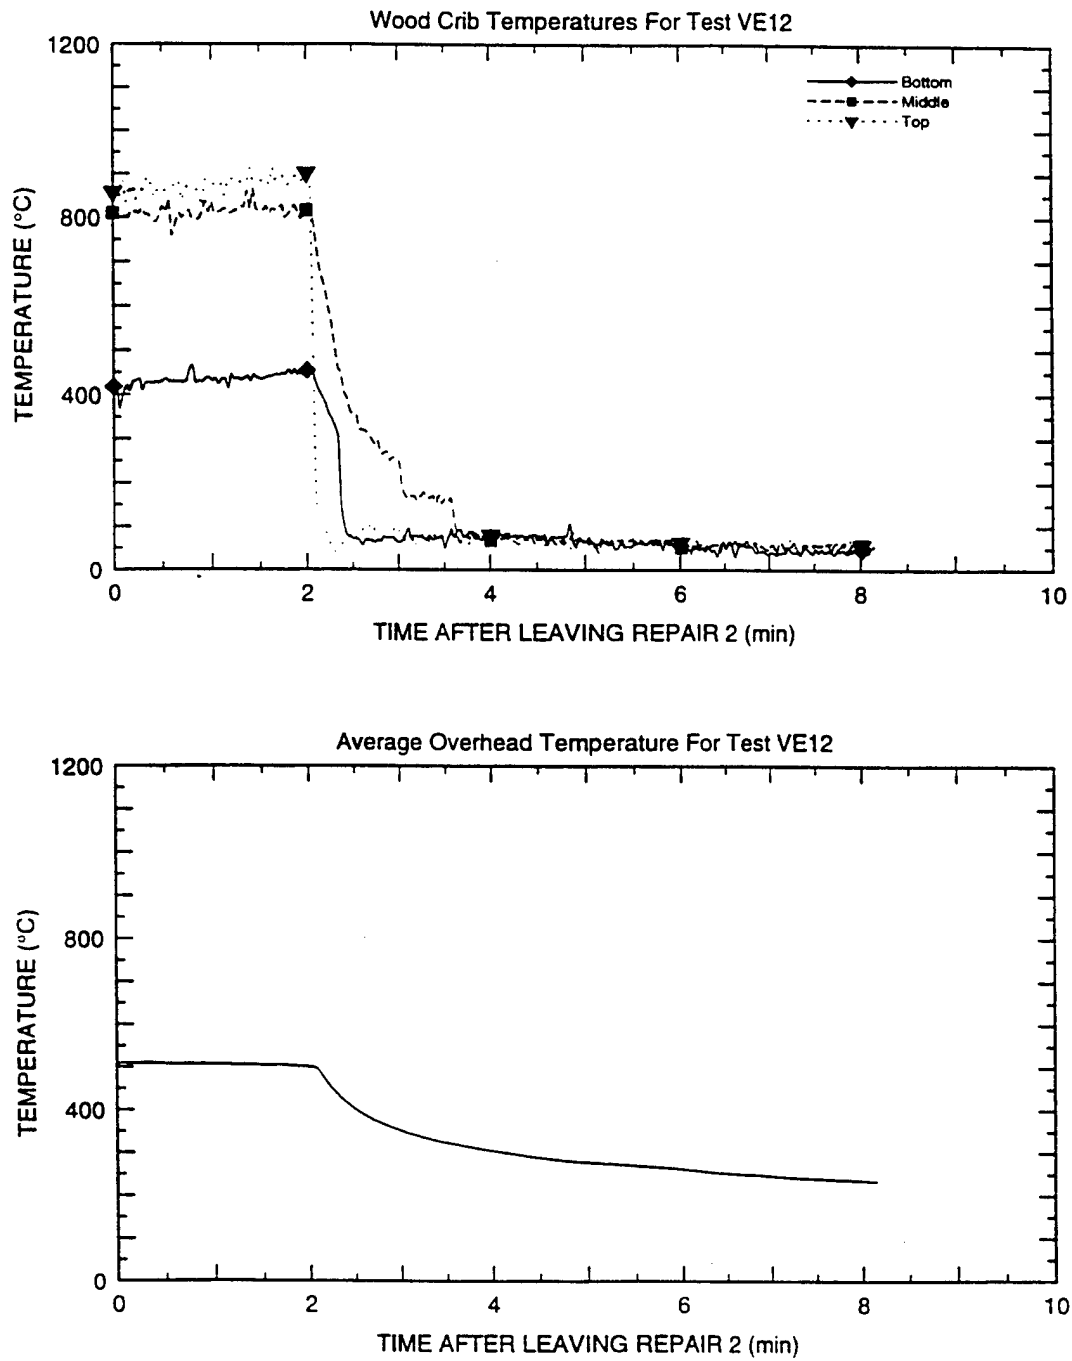 Wood Crib Temperatures For Test VE12
1200
Bottom
Middle
Top
800
400
0
TEMPERATURE (°C)
0 2 4 6 8 10
TIME AFTER LEAVING REPAIR 2 (min)
Average Overhead Temperature For Test VE12
1200
800
400
0
TEMPERATURE (°C)
0 2 4 6 8 10
TIME AFTER LEAVING REPAIR 2 (min)